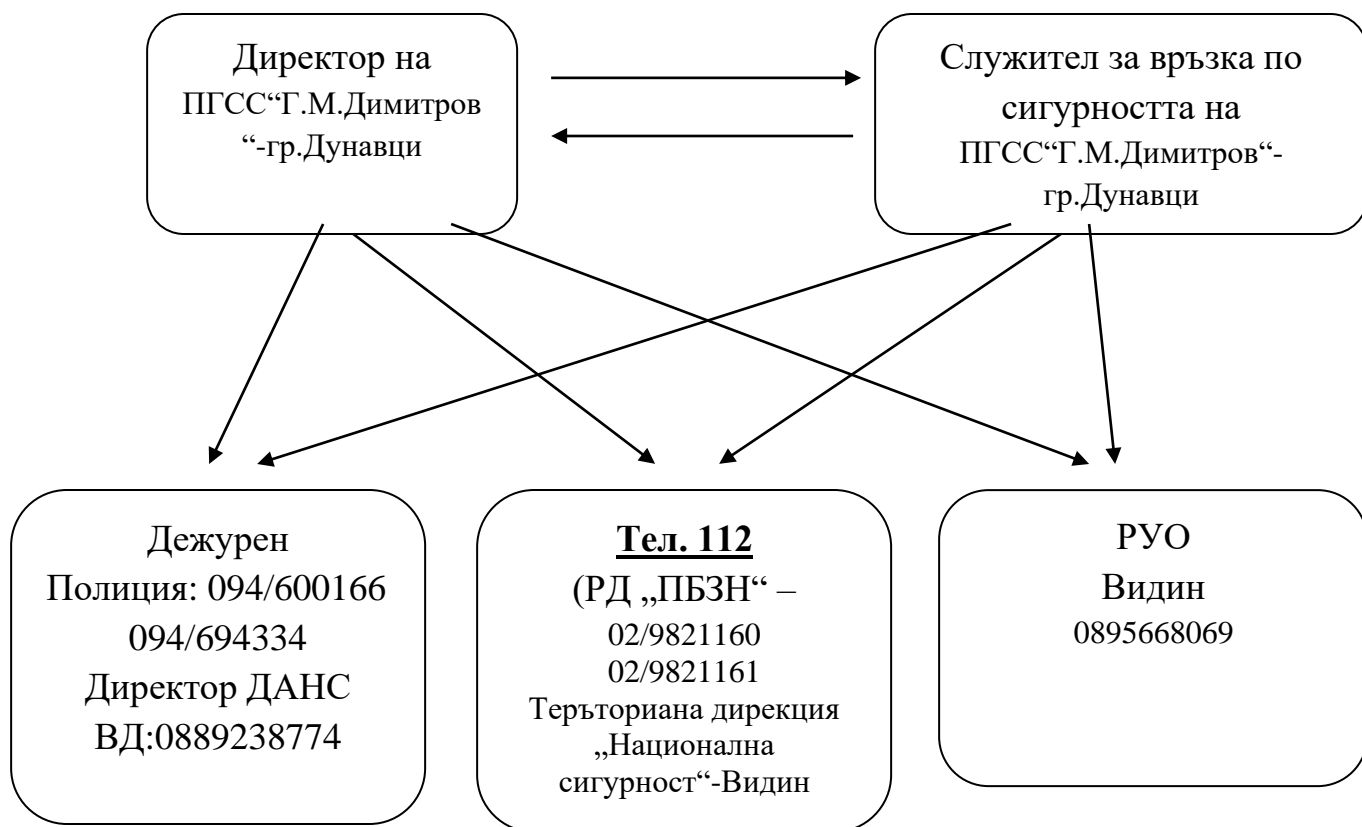 Директор на
ПГСС“Г.М.Димитров
“-гр.Дунавци
Служител за връзка по
сигурността на
ПГСС“Г.М.Димитров“-
гр.Дунавци
Дежурен
Полиция: 094/600166
094/694334
Директор ДАНС
ВД:0889238774
Тел. 112
(РД „ПБЗН“ –
02/9821160
02/9821161
Теръториана дирекция
„Национална
сигурност“-Видин
РУО
Видин
0895668069